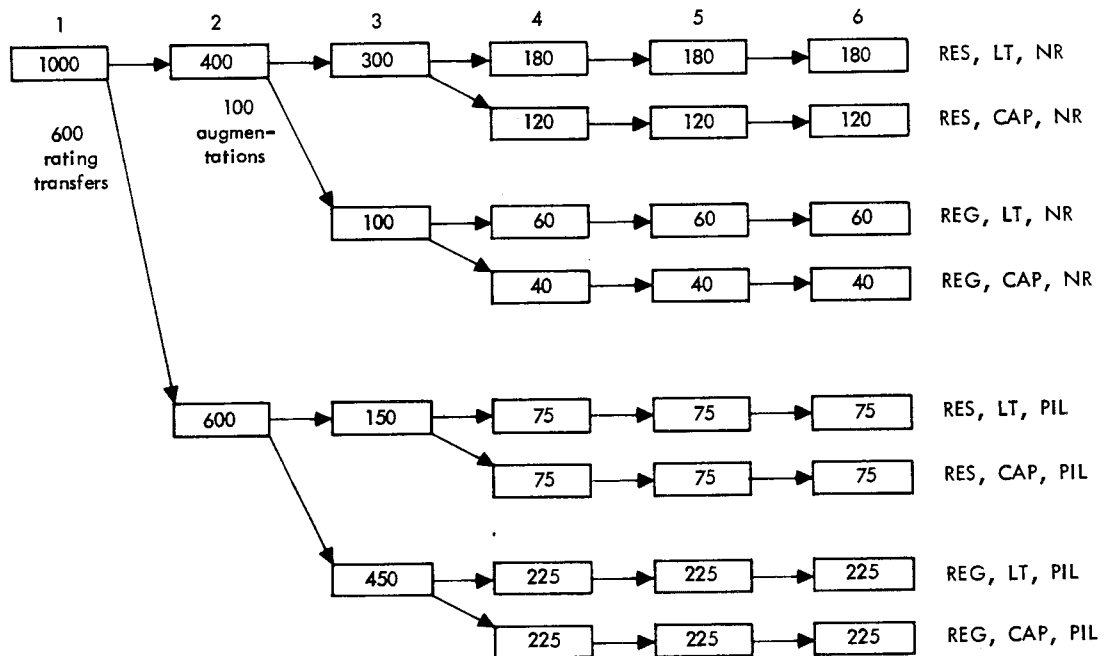 1 2 3 4 5 6
1000 400 300 180 180 180 RES, LT, NR
120 120 120 RES, CAP, NR
600
rating
transfers
100
augmen-
tations
100 60 60 60 REG, LT, NR
40 40 40 REG, CAP, NR
600 150 75 75 75 RES, LT, PIL
75 75 75 RES, CAP, PIL
450 225 225 225 REG, LT, PIL
225 225 225 REG, CAP, PIL